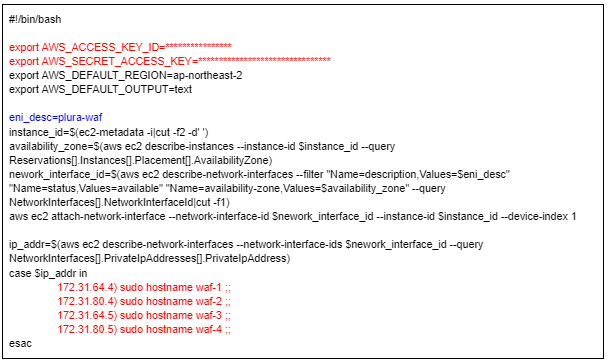 #!/bin/bash
export AWS_ACCESS_KEY_ID=****************
export AWS_SECRET_ACCESS_KEY=********************************
export AWS_DEFAULT_REGION=ap-northeast-2
export AWS_DEFAULT_OUTPUT=text
eni_desc=plura-waf
instance_id=$(ec2-metadata -i|cut -f2 -d' ')
availability_zone=$(aws ec2 describe-instances --instance-id $instance_id --query
Reservations[].Instances[].Placement[].AvailabilityZone)
nework_interface_id=$(aws ec2 describe-network-interfaces --filter "Name=description,Values=$eni_desc"
"Name=status,Values=available" "Name=availability-zone,Values=$availability_zone" --query
NetworkInterfaces[].NetworkInterfaceId|cut -f1)
aws ec2 attach-network-interface --network-interface-id $nework_interface_id --instance-id $instance_id --device-index 1
ip_addr=$(aws ec2 describe-network-interfaces --network-interface-ids $nework_interface_id --query
NetworkInterfaces[].PrivateIpAddresses[].PrivateIpAddress)
case $ip_addr in
172.31.64.4) sudo hostname waf-1 ;;
172.31.80.4) sudo hostname waf-2 ;;
172.31.64.5) sudo hostname waf-3 ;;
172.31.80.5) sudo hostname waf-4 ;;
esac